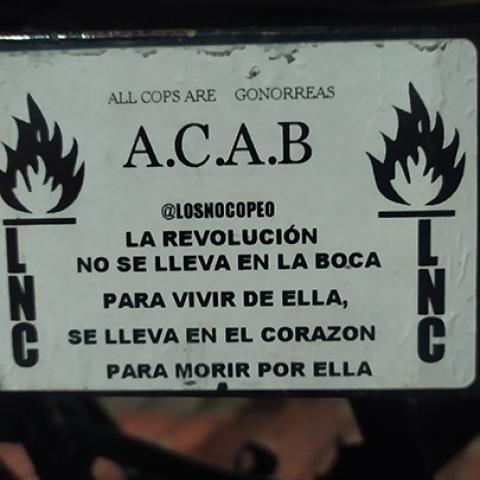 ALL COPS ARE GONORREAS
A.C.A.B
@LOSNOCOPEO
LA REVOLUCIÓN
NO SE LLEVA EN LA BOCA
PARA VIVIR DE ELLA,
SE LLEVA EN EL CORAZON
PARA MORIR POR ELLA
LNC
LNC